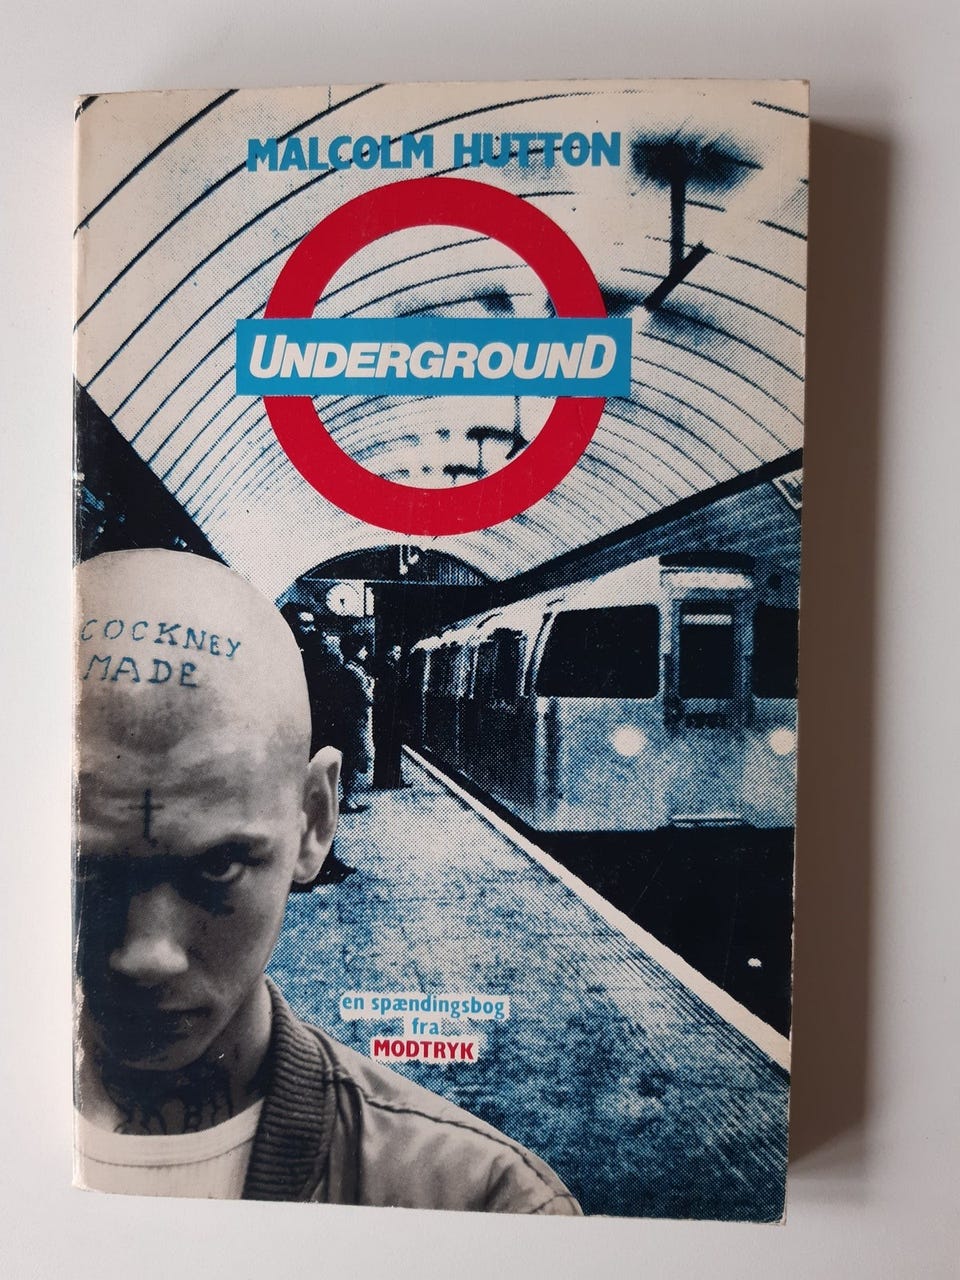 MALCOLM HUTTON
UNDERGROUND
COCKNEY
MADE
en spændingsbog
fra
MODTRYK